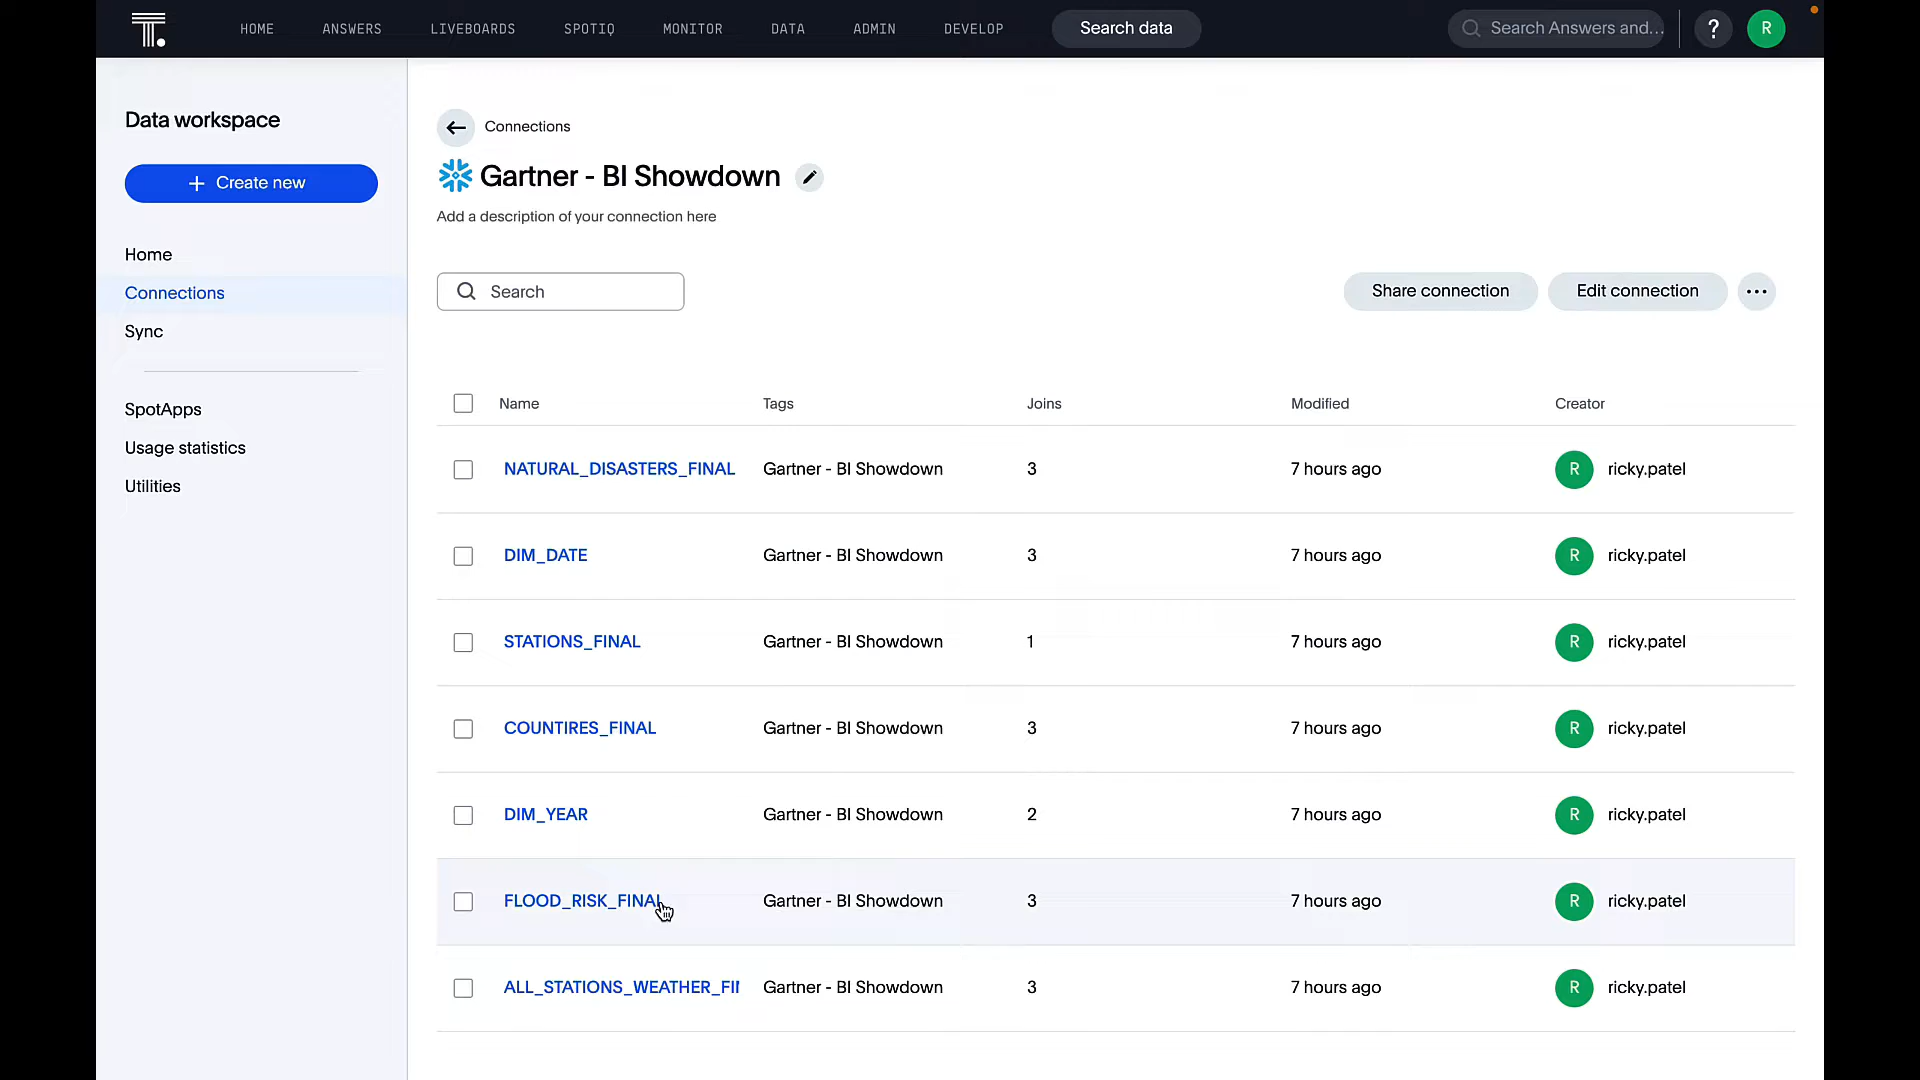 HOME ANSWERS LIVEBOARDS SPOTIQ MONITOR DATA ADMIN DEVELOP Search data Search Answers and... ? R
Data workspace
+ Create new
Home
Connections
Sync
SpotApps
Usage statistics
Utilities
Connections
Gartner - BI Showdown
Add a description of your connection here
Search Share connection Edit connection ...
Name Tags Joins Modified Creator
NATURAL_DISASTERS_FINAL Gartner - BI Showdown 3 7 hours ago R ricky.patel
DIM_DATE Gartner - BI Showdown 3 7 hours ago R ricky.patel
STATIONS_FINAL Gartner - BI Showdown 1 7 hours ago R ricky.patel
COUNTIRES_FINAL Gartner - BI Showdown 3 7 hours ago R ricky.patel
DIM_YEAR Gartner - BI Showdown 2 7 hours ago R ricky.patel
FLOOD_RISK_FINAL Gartner - BI Showdown 3 7 hours ago R ricky.patel
ALL_STATIONS_WEATHER_FI Gartner - BI Showdown 3 7 hours ago R ricky.patel